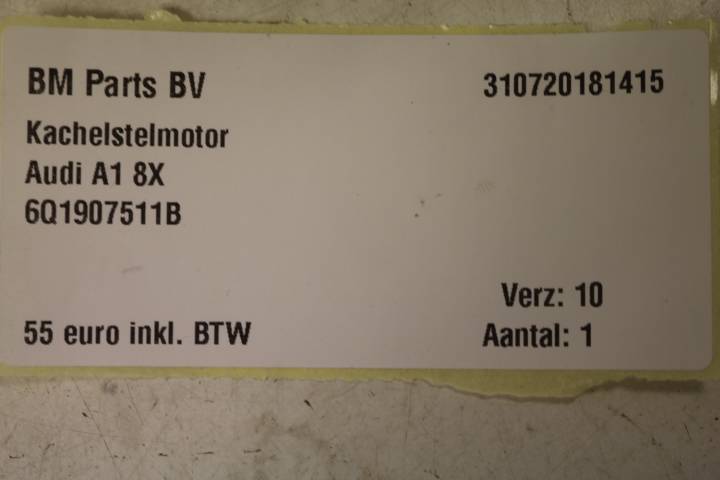 BM Parts BV 310720181415
Kachelstelmotor
Audi A1 8X
6Q1907511B
Verz: 10
55 euro inkl. BTW Aantal: 1